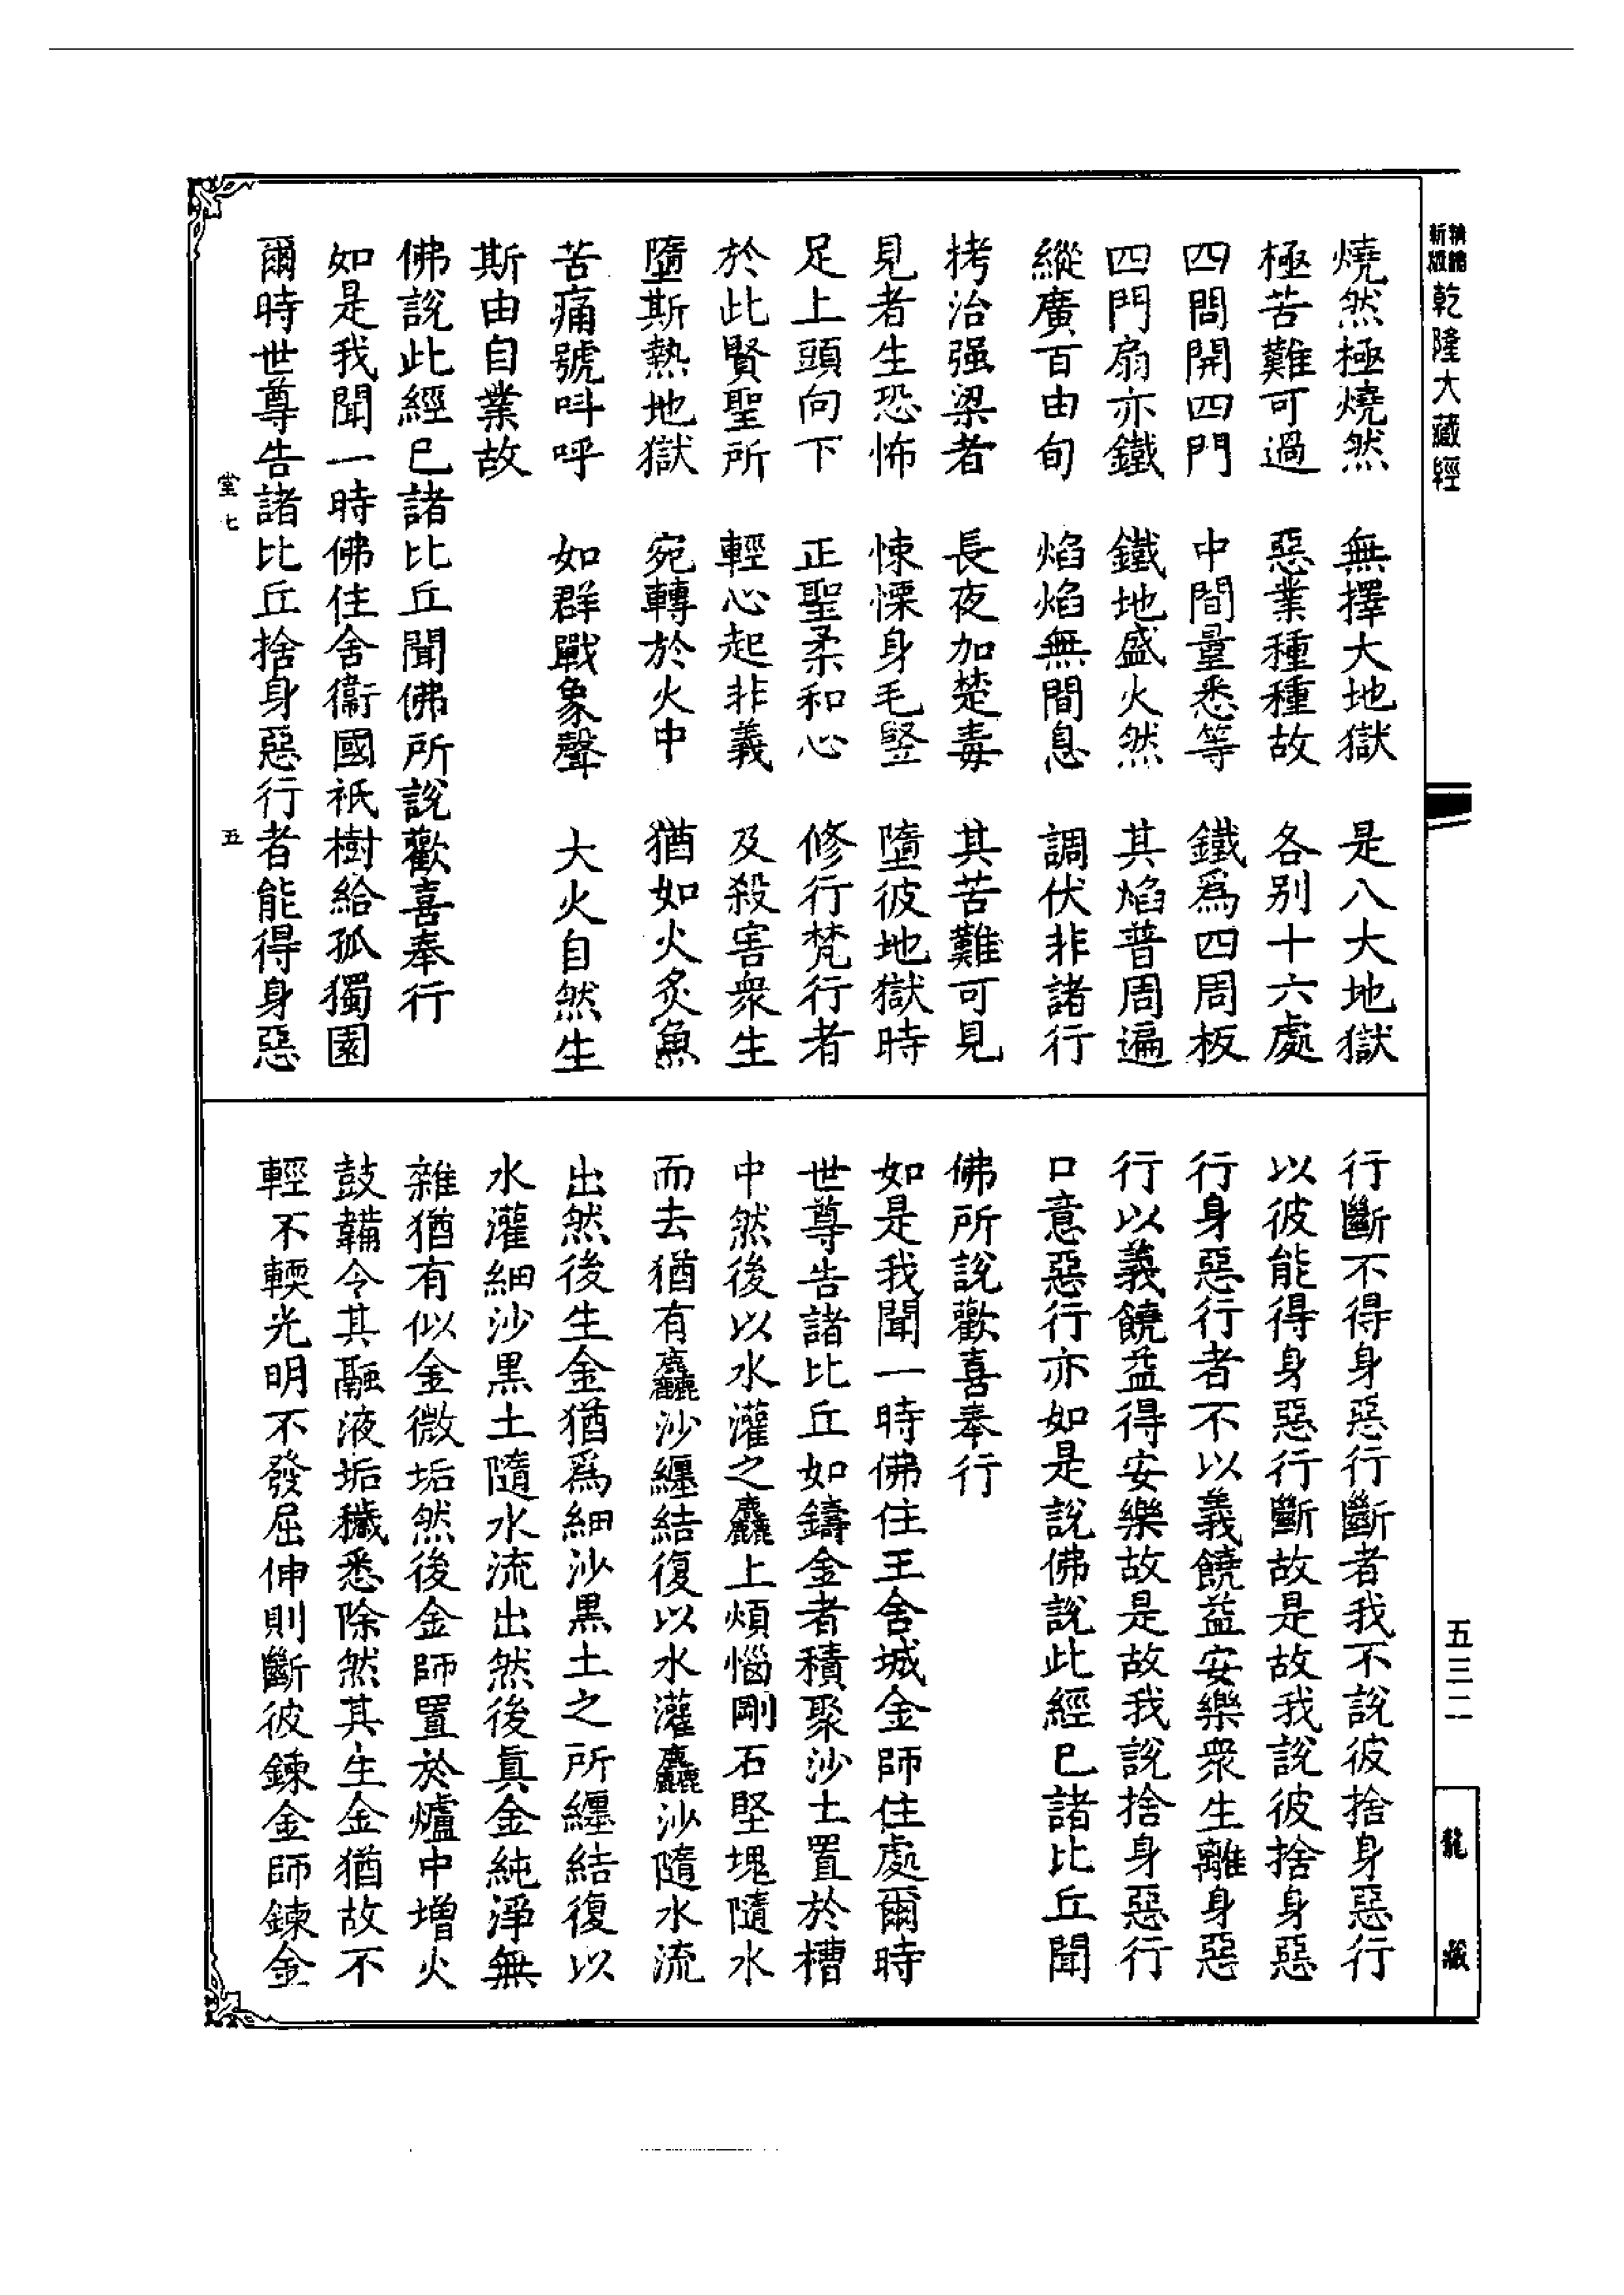 精縮
新版
乾隆大藏經
燒然極燒然　無擇大地獄　是八大地獄
極苦難可過　惡業種種故　各別十六處
四周開四門　中間量悉等　鐵爲四周板
四門扇亦鐵　鐵地盛火然　其焰普周遍
縱廣百由旬　焰焰無間息　調伏非諸行
拷治强梁者　長夜加楚毒　其苦難可見
見者生恐怖　悚慄身毛竪　墮彼地獄時
足上頭向下　正聖柔和心　修行梵行者
於此賢聖所　輕心起非義　及殺害衆生
墮斯熱地獄　宛轉於火中　猶如火炙魚
苦痛號呌呼　如群戰象聲　大火自然生
斯由自業故
佛說此經已諸比丘聞佛所說歡喜奉行
如是我聞一時佛住舍衞國祇樹給孤獨園
爾時世尊告諸比丘捨身惡行者能得身惡
堂七　五
行斷不得身惡行斷者我不說彼捨身惡行
以彼能得身惡行斷故是故我說彼捨身惡
行身惡行者不以義饒益安樂衆生離身惡
行以義饒益得安樂故是故我說捨身惡行
口意惡行亦如是說佛說此經已諸比丘聞
佛所說歡喜奉行
如是我聞一時佛住王舍城金師住處爾時
世尊告諸比丘如鑄金者積聚沙土置於槽
中然後以水灌之麤上煩惱剛石堅塊隨水
而去猶有麤沙纏結復以水灌麤沙隨水流
出然後生金猶爲細沙黑土之所纏結復以
水灌細沙黑土隨水流出然後眞金純淨無
雜猶有似金微垢然後金師置於爐中增火
鼓韛令其融液垢穢悉除然其生金猶故不
輕不輭光明不發屈伸則斷彼鍊金師鍊金
五三二
龍藏